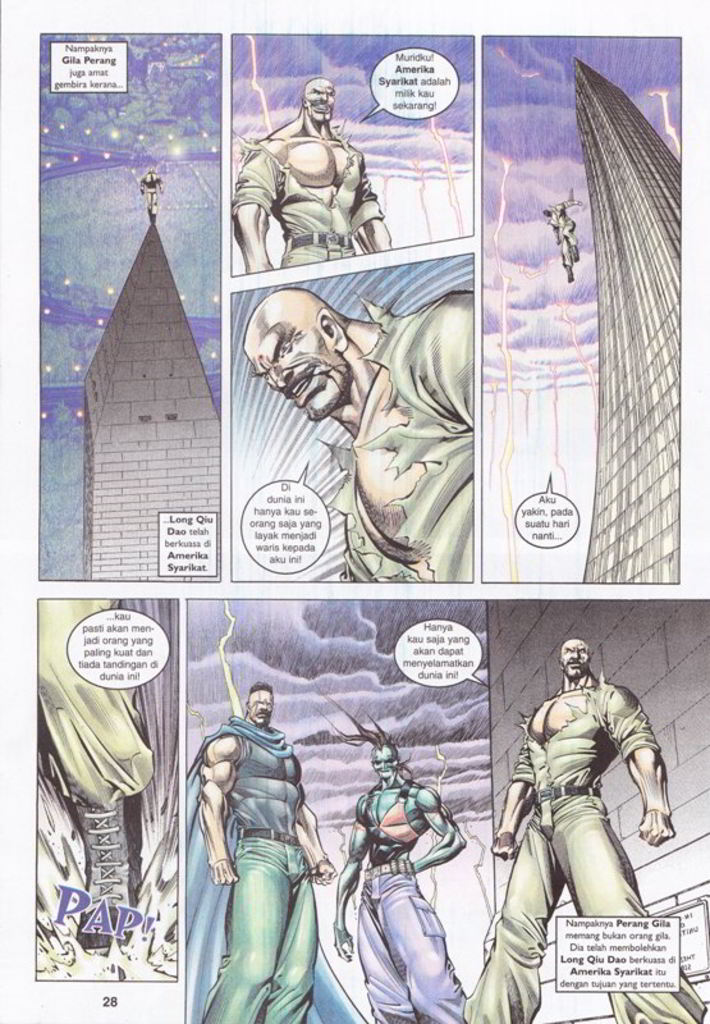 Nampaknya
Gila Perang
juga amat
gembira kerana...
...Long Qiu
Dao telah
berkuasa di
Amerika
Syarikat.
Muridku!
Amerika
Syarikat adalah
milik kau
sekarang!
Di
dunia ini
hanya kau se-
orang saja yang
layak menjadi
waris kepada
aku ini!
Aku
yakin, pada
suatu hari
nanti...
...kau
pasti akan men-
jadi orang yang
paling kuat dan
tiada tandingan di
dunia ini!
PAP!
Hanya
kau saja yang
akan dapat
menyelamatkan
dunia ini!
Nampaknya Perang Gila
memang bukan orang gila.
Dia telah membolehkan
Long Qiu Dao berkuasa di
Amerika Syarikat itu
dengan tujuan yang tertentu.
28